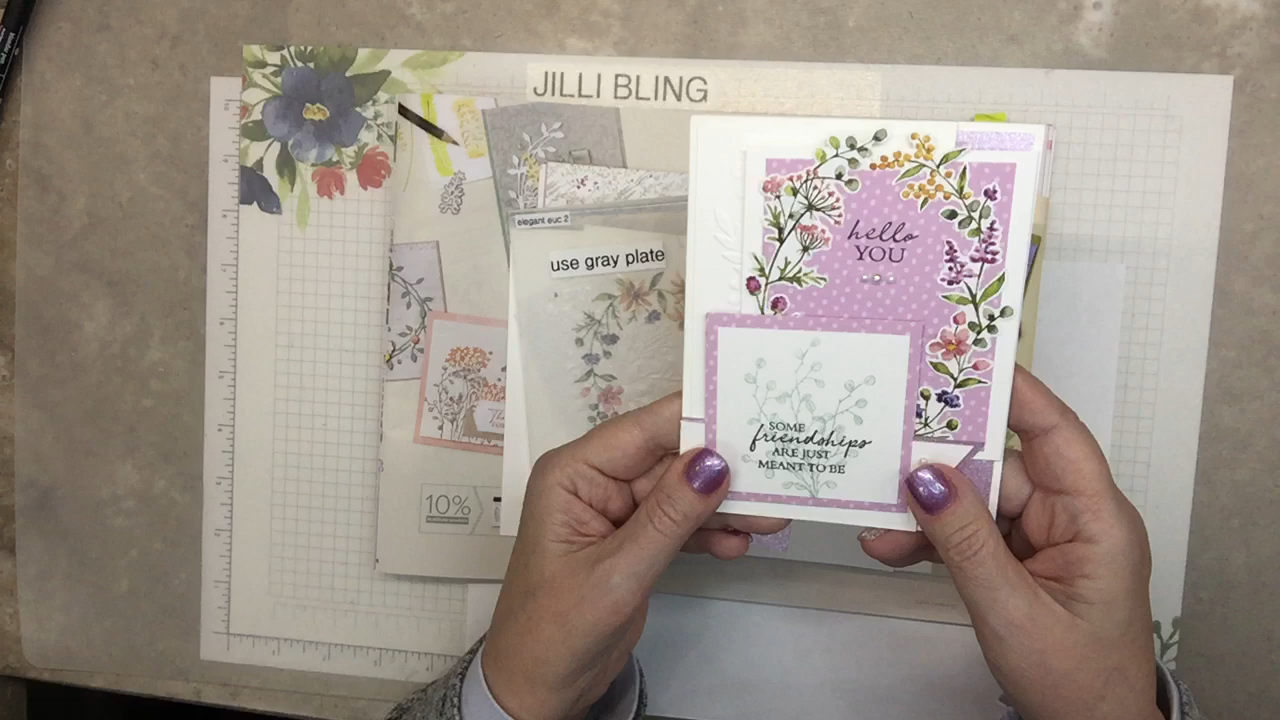 JILLI BLING
elegant euc 2
use gray plate
10%
hello
YOU
SOME
friendships
ARE JUST
MEANT TO BE